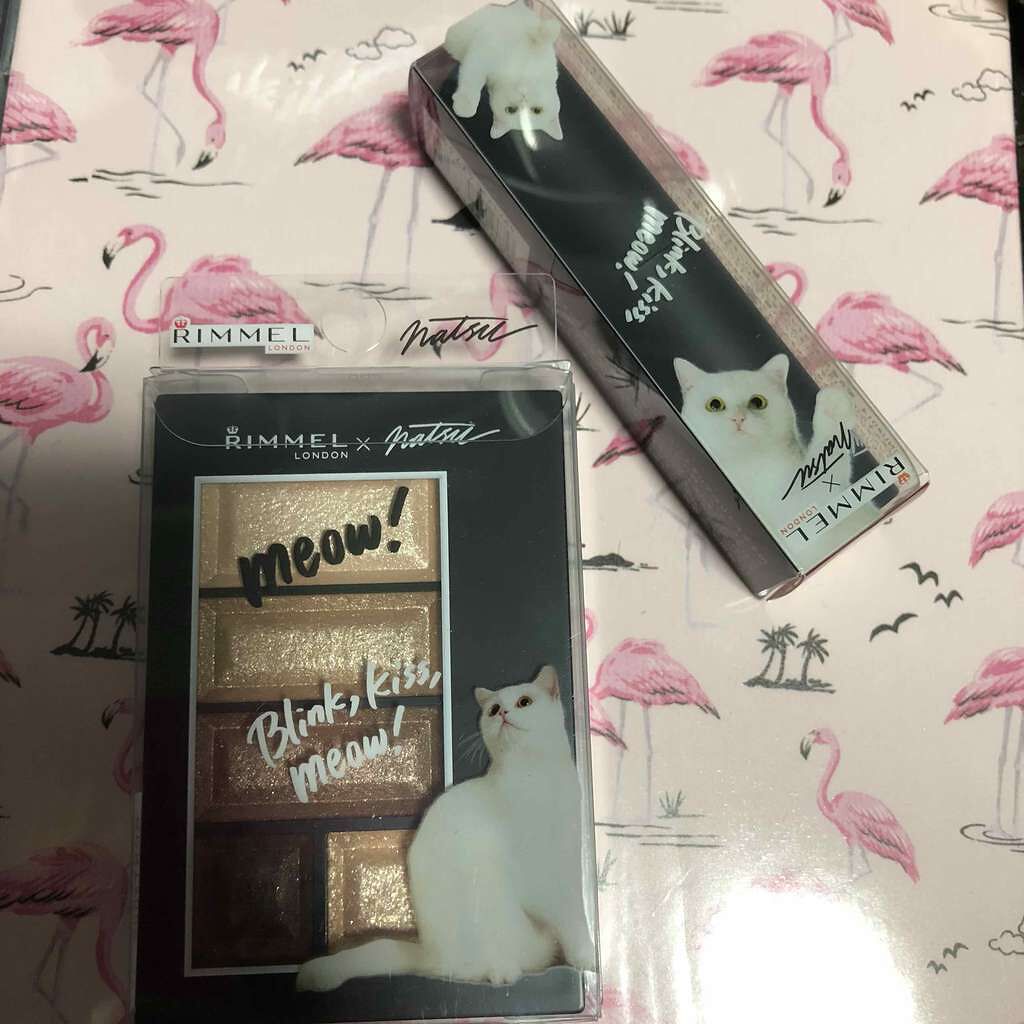 RIMMEL
LONDON
natsu
RIMMEL X natsu
LONDON
meow!
Blink, kiss,
meow!
Blink, kiss,
meow!
natsu
X
RIMMEL
LONDON